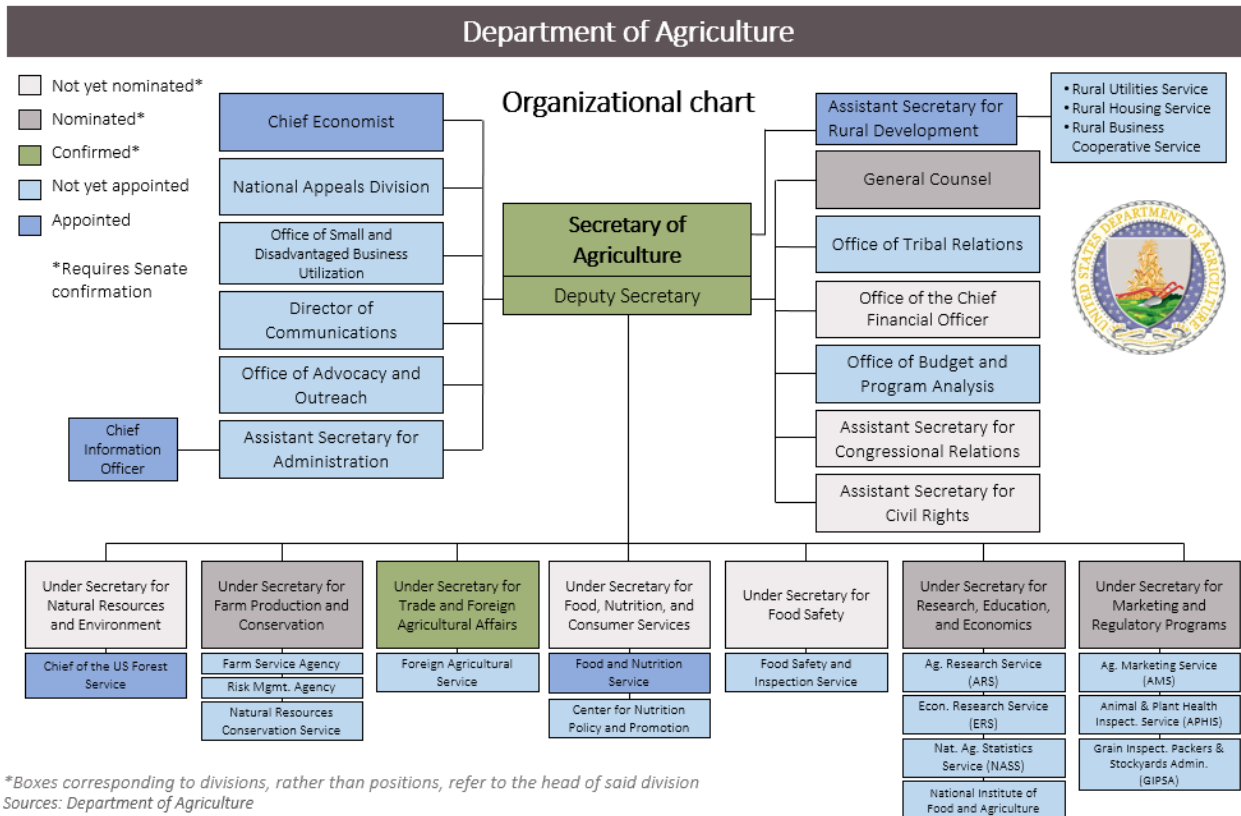 Department of Agriculture
Not yet nominated*
Nominated*
Confirmed*
Not yet appointed
Appointed
*Requires Senate
confirmation
Organizational chart
Chief Economist
National Appeals Division
Office of Small and
Disadvantaged Business
Utilization
Director of
Communications
Office of Advocacy and
Outreach
Assistant Secretary for
Administration
Chief
Information
Officer
Secretary of
Agriculture
Deputy Secretary
Assistant Secretary for
Rural Development
• Rural Utilities Service
• Rural Housing Service
• Rural Business
Cooperative Service
General Counsel
Office of Tribal Relations
Office of the Chief
Financial Officer
Office of Budget and
Program Analysis
Assistant Secretary for
Congressional Relations
Assistant Secretary for
Civil Rights
UNITED STATES DEPARTMENT OF AGRICULTURE
Under Secretary for
Natural Resources
and Environment
Chief of the US Forest
Service
Under Secretary for
Farm Production and
Conservation
Farm Service Agency
Risk Mgmt. Agency
Natural Resources
Conservation Service
Under Secretary for
Trade and Foreign
Agricultural Affairs
Foreign Agricultural
Service
Under Secretary for
Food, Nutrition, and
Consumer Services
Food and Nutrition
Service
Center for Nutrition
Policy and Promotion
Under Secretary for
Food Safety
Food Safety and
Inspection Service
Under Secretary for
Research, Education,
and Economics
Ag. Research Service
(ARS)
Econ. Research Service
(ERS)
Nat. Ag. Statistics
Service (NASS)
National Institute of
Food and Agriculture
Under Secretary for
Marketing and
Regulatory Programs
Ag. Marketing Service
(AMS)
Animal & Plant Health
Inspect. Service (APHIS)
Grain Inspect. Packers &
Stockyards Admin.
(GIPSA)
*Boxes corresponding to divisions, rather than positions, refer to the head of said division
Sources: Department of Agriculture